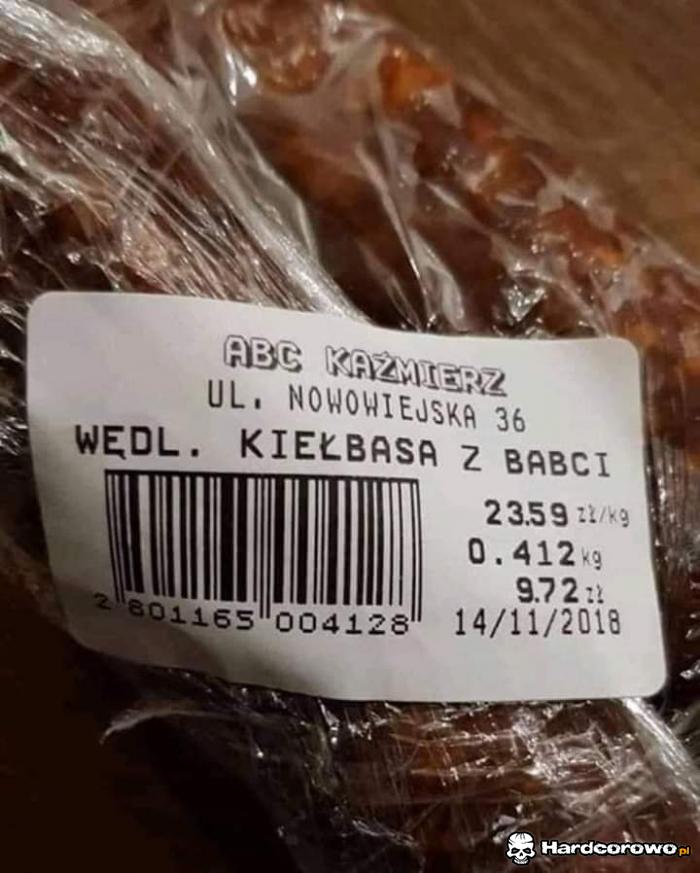 ABC KAŹMIERZ
UL. NOWOWIEJSKA 36
WĘDL. KIEŁBASA Z BABCI
23.59 zł/kg
0.412 kg
9.72 zł
2 801165 004128
14/11/2018
Hardcorowo.pl